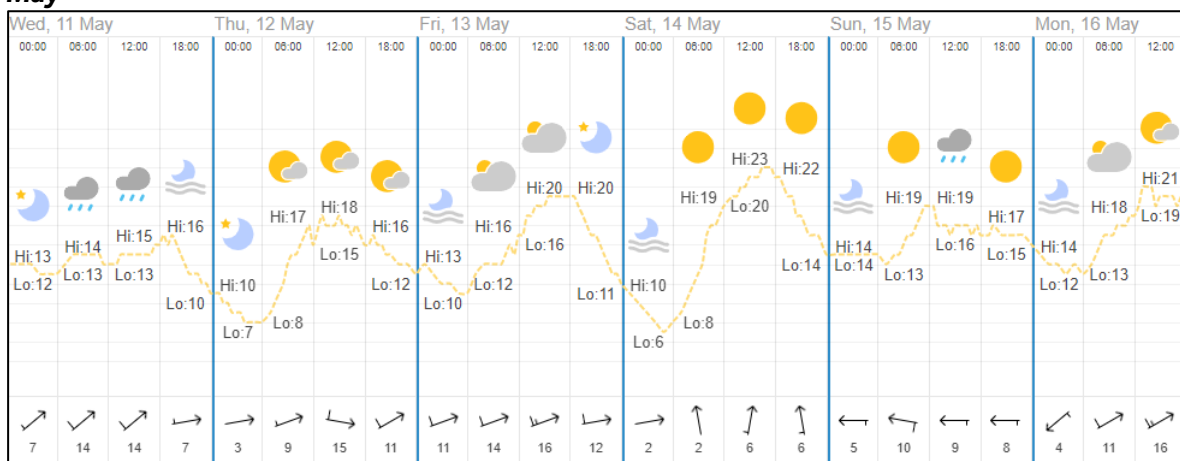 May
Wed, 11 May Thu, 12 May Fri, 13 May Sat, 14 May Sun, 15 May Mon, 16 May
00:00 06:00 12:00 18:00 00:00 06:00 12:00 18:00 00:00 06:00 12:00 18:00 00:00 06:00 12:00 18:00 00:00 06:00 12:00 18:00 00:00 06:00 12:00
Hi:13 Hi:14 Hi:15 Hi:16 Hi:10 Hi:17 Hi:18 Hi:16 Hi:13 Hi:16 Hi:20 Hi:20 Hi:10 Hi:19 Hi:23 Hi:22 Hi:14 Hi:19 Hi:19 Hi:17 Hi:14 Hi:18 Hi:21
Lo:12 Lo:13 Lo:13 Lo:10 Lo:7 Lo:8 Lo:15 Lo:12 Lo:10 Lo:12 Lo:16 Lo:11 Lo:6 Lo:8 Lo:20 Lo:14 Lo:14 Lo:13 Lo:16 Lo:15 Lo:12 Lo:13 Lo:19
7 14 14 7 3 9 15 11 11 14 16 12 2 2 6 6 5 10 9 8 4 11 16